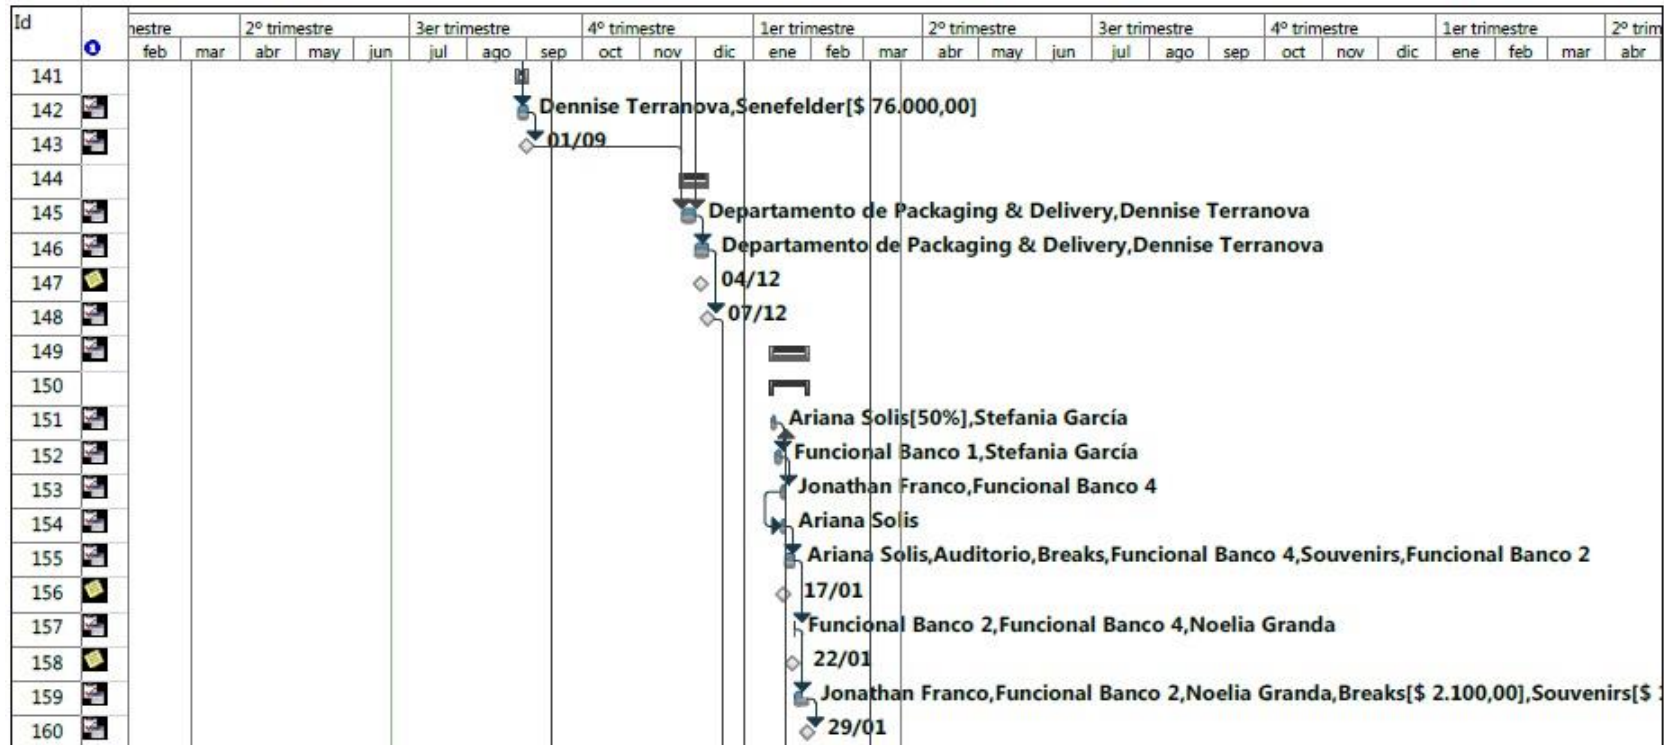 Id
nestre 2º trimestre 3er trimestre 4º trimestre 1er trimestre 2º trimestre 3er trimestre 4º trimestre 1er trimestre 2º trim
feb mar abr may jun jul ago sep oct nov dic ene feb mar abr may jun jul ago sep oct nov dic ene feb mar abr
141
142 Dennise Terranova,Senefelder[$ 76.000,00]
143 01/09
144
145 Departamento de Packaging & Delivery,Dennise Terranova
146 Departamento de Packaging & Delivery,Dennise Terranova
147 04/12
148 07/12
149
150
151 Ariana Solis[50%],Stefania García
152 Funcional Banco 1,Stefania García
153 Jonathan Franco,Funcional Banco 4
154 Ariana Solis
155 Ariana Solis,Auditorio,Breaks,Funcional Banco 4,Souvenirs,Funcional Banco 2
156 17/01
157 Funcional Banco 2,Funcional Banco 4,Noelia Granda
158 22/01
159 Jonathan Franco,Funcional Banco 2,Noelia Granda,Breaks[$ 2.100,00],Souvenirs[$
160 29/01